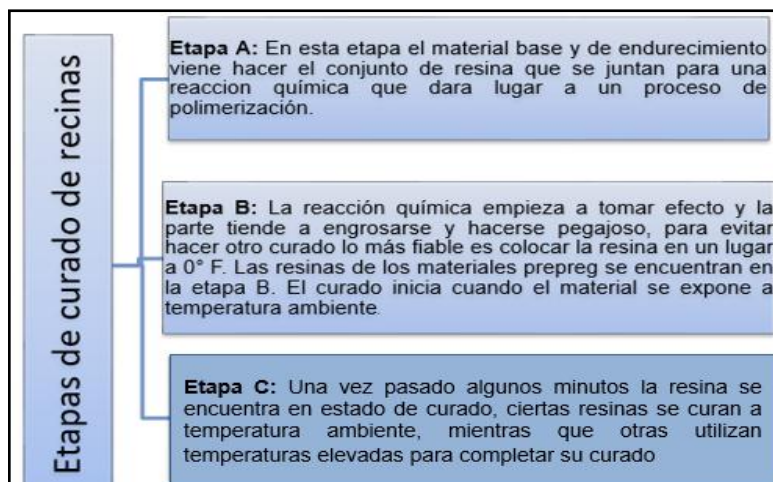 Etapas de curado de recinas
Etapa A: En esta etapa el material base y de endurecimiento
viene hacer el conjunto de resina que se juntan para una
reaccion química que dara lugar a un proceso de
polimerización.
Etapa B: La reacción química empieza a tomar efecto y la
parte tiende a engrosarse y hacerse pegajoso, para evitar
hacer otro curado lo más fiable es colocar la resina en un lugar
a 0° F. Las resinas de los materiales prepreg se encuentran en
la etapa B. El curado inicia cuando el material se expone a
temperatura ambiente.
Etapa C: Una vez pasado algunos minutos la resina se
encuentra en estado de curado, ciertas resinas se curan a
temperatura ambiente, mientras que otras utilizan
temperaturas elevadas para completar su curado